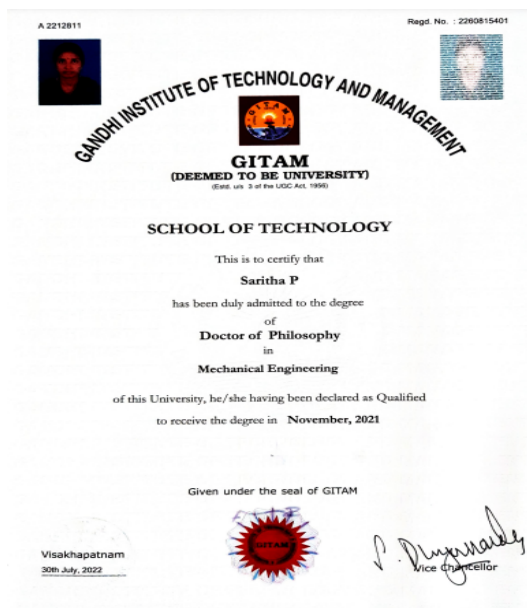 A 2212811
Regd. No. : 2260815401
GANDHI INSTITUTE OF TECHNOLOGY AND MANAGEMENT
GITAM
GITAM
(DEEMED TO BE UNIVERSITY)
(Estd. u/s 3 of the UGC Act, 1956)
SCHOOL OF TECHNOLOGY
This is to certify that
Saritha P
has been duly admitted to the degree
of
Doctor of Philosophy
in
Mechanical Engineering
of this University, he/she having been declared as Qualified
to receive the degree in November, 2021
Given under the seal of GITAM
GITAM
Visakhapatnam
30th July, 2022
Vice Chancellor